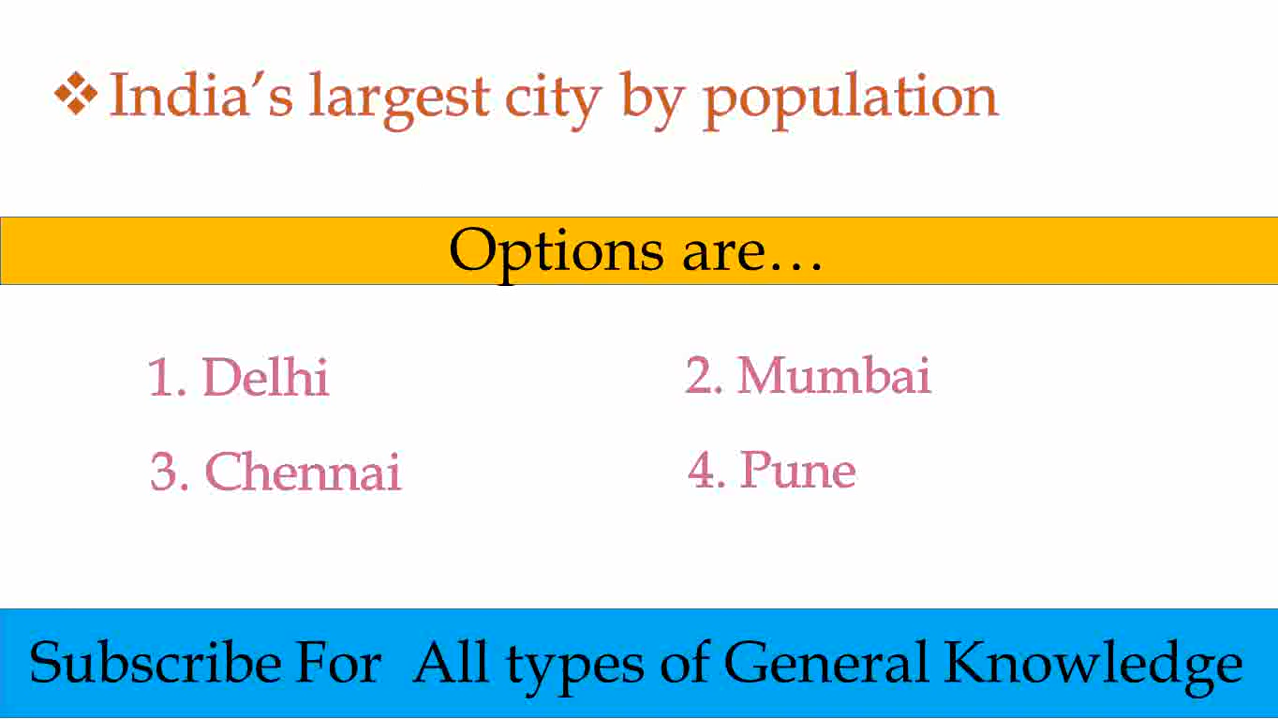 ❖India’s largest city by population
Options are…
1. Delhi
2. Mumbai
3. Chennai
4. Pune
Subscribe For All types of General Knowledge